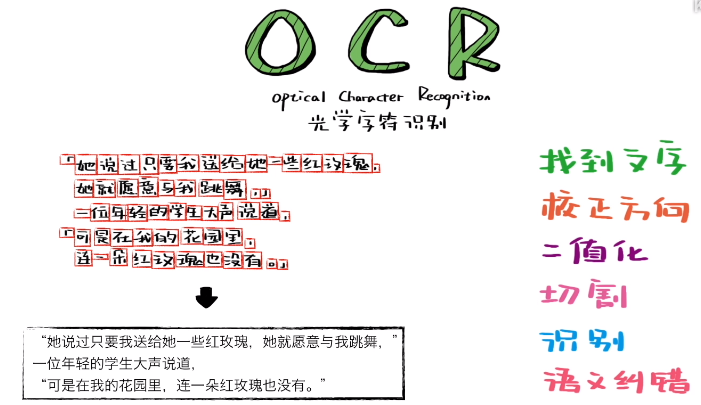 OCR
Optical Character Recognition
光学字符识别
「她说过只要我送给她一些红玫瑰,
她就愿意与我跳舞,」
一位年轻的学生大声说道,
「可是在我的花园里,
连一朵红玫瑰也没有。」
“她说过只要我送给她一些红玫瑰，她就愿意与我跳舞，”
一位年轻的学生大声说道，
“可是在我的花园里，连一朵红玫瑰也没有。”
找到文字
校正方向
二值化
切割
识别
语义纠错